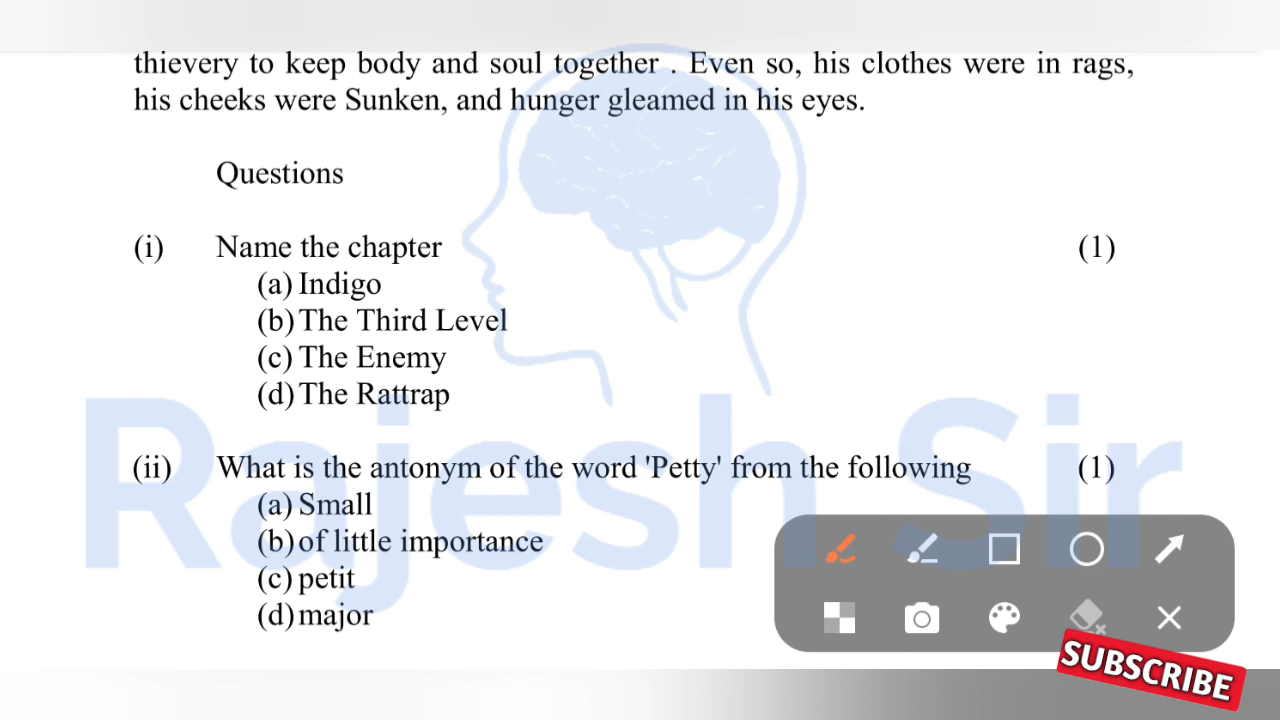 thievery to keep body and soul together . Even so, his clothes were in rags,
his cheeks were Sunken, and hunger gleamed in his eyes.
Questions
(i) Name the chapter (1)
(a) Indigo
(b) The Third Level
(c) The Enemy
(d) The Rattrap
(ii) What is the antonym of the word 'Petty' from the following (1)
(a) Small
(b) of little importance
(c) petit
(d) major
Rajesh Sir
SUBSCRIBE